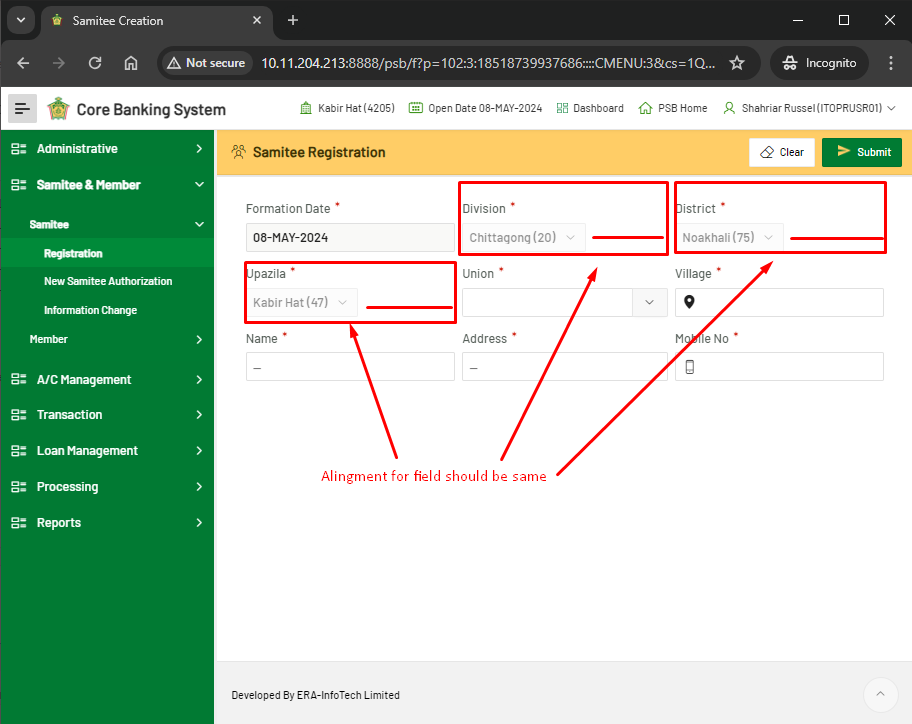 Samitee Creation
Not secure 10.11.204.213:8888/psb/f?p=102:3:18518739937686::::CMENU:3&cs=1Q... Incognito
Core Banking System Kabir Hat (4205) Open Date 08-MAY-2024 Dashboard PSB Home Shahriar Russel (ITOPRUSR01)
Administrative
Samitee & Member
Samitee
Registration
New Samitee Authorization
Information Change
Member
A/C Management
Transaction
Loan Management
Processing
Reports
Samitee Registration Clear Submit
Formation Date * Division * District *
08-MAY-2024 Chittagong (20) Noakhali (75)
Upazila * Union * Village *
Kabir Hat (47)
Name * Address * Mobile No *
– –
Alingment for field should be same
Developed By ERA-InfoTech Limited